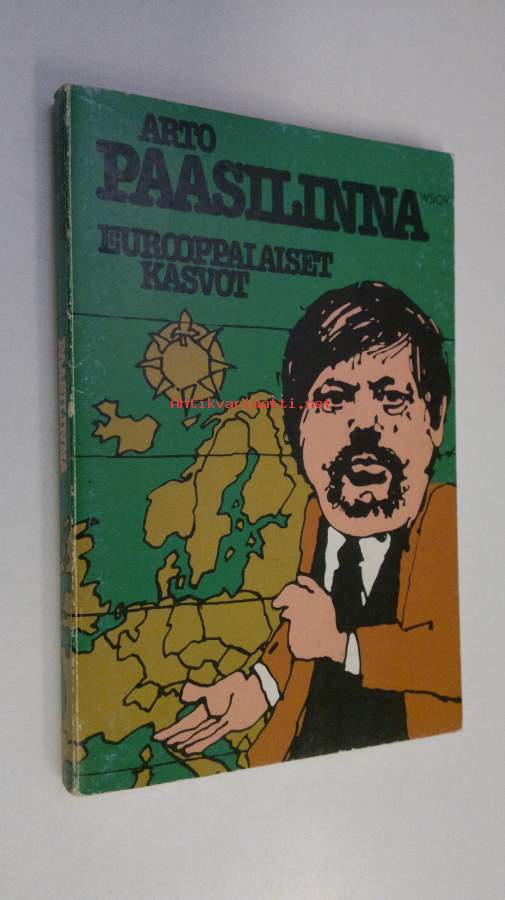 ARTO
PAASILINNA
WSOY
EUROOPPALAISET
KASVOT
PAASILINNA
antikvariaatti.net